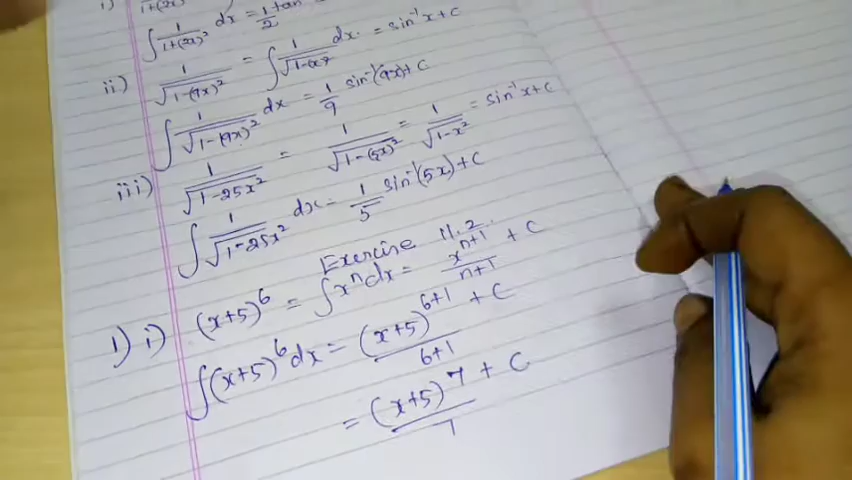 ∫ 1/(1+(2x)²) dx = 1/2 tan
ii) 1/√(1-(9x)²) = ∫ 1/√(1-(x)²) dx. = sin⁻¹x + C
∫ 1/√(1-(9x)²) dx = 1/9 sin⁻¹(9x) + C
iii) 1/√(1-25x²) = 1/√(1-(5x)²) = 1/√(1-x²) = sin⁻¹x + C
∫ 1/√(1-25x²) dx = 1/5 sin⁻¹(5x) + C
Exercise 11.2.
1) i) (x+5)⁶ = ∫xⁿdx = xⁿ⁺¹/(n+1) + C
∫(x+5)⁶dx = (x+5)⁶⁺¹/(6+1) + C
= (x+5)⁷/7 + C